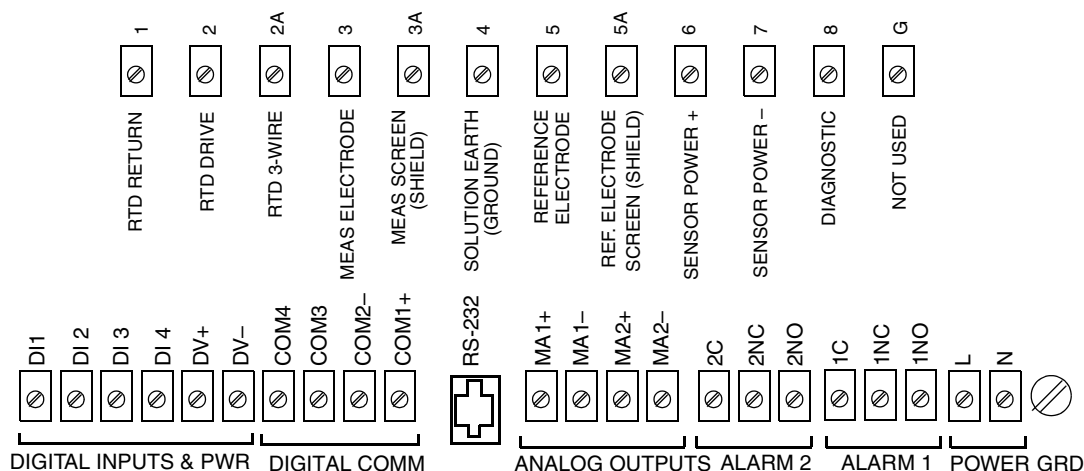 1 2 2A 3 3A 4 5 5A 6 7 8 G
RTD RETURN
RTD DRIVE
RTD 3-WIRE
MEAS ELECTRODE
MEAS SCREEN
(SHIELD)
SOLUTION EARTH
(GROUND)
REFERENCE
ELECTRODE
REF. ELECTRODE
SCREEN (SHIELD)
SENSOR POWER +
SENSOR POWER –
DIAGNOSTIC
NOT USED
DI1
DI 2
DI 3
DI 4
DV+
DV–
COM4
COM3
COM2–
COM1+
RS-232
MA1+
MA1–
MA2+
MA2–
2C
2NC
2NO
1C
1NC
1NO
L
N
DIGITAL INPUTS & PWR DIGITAL COMM ANALOG OUTPUTS ALARM 2 ALARM 1 POWER GRD